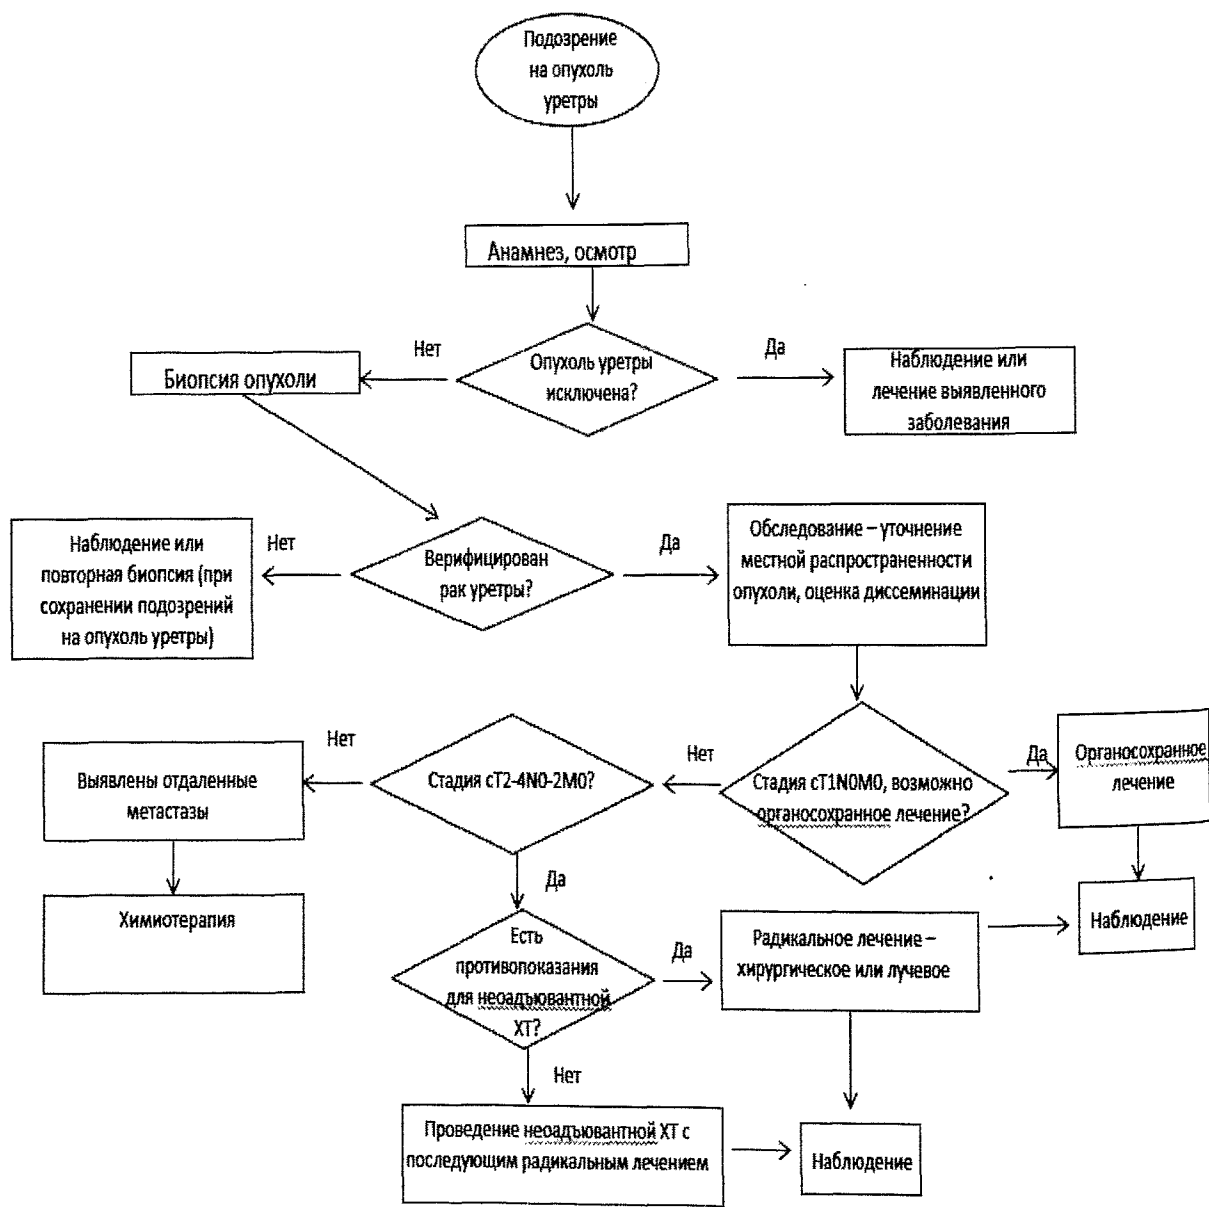 Подозрение
на опухоль
уретры
Анамнез, осмотр
Нет
Да
Опухоль уретры
исключена?
Биопсия опухоли
Наблюдение или
лечение выявленного
заболевания
Наблюдение или
повторная биопсия (при
сохранении подозрений
на опухоль уретры)
Нет
Верифицирован
рак уретры?
Да
Обследование – уточнение
местной распространенности
опухоли, оценка диссеминации
Выявлены отдаленные
метастазы
Нет
Стадия cT2-4N0-2M0?
Нет
Стадия cT1N0M0, возможно
органосохранное лечение?
Да
Органосохранное
лечение
Химиотерапия
Да
Есть
противопоказания
для неоадъювантной
ХТ?
Да
Радикальное лечение –
хирургическое или лучевое
Наблюдение
Нет
Проведение неоадъювантной ХТ с
последующим радикальным лечением
Наблюдение